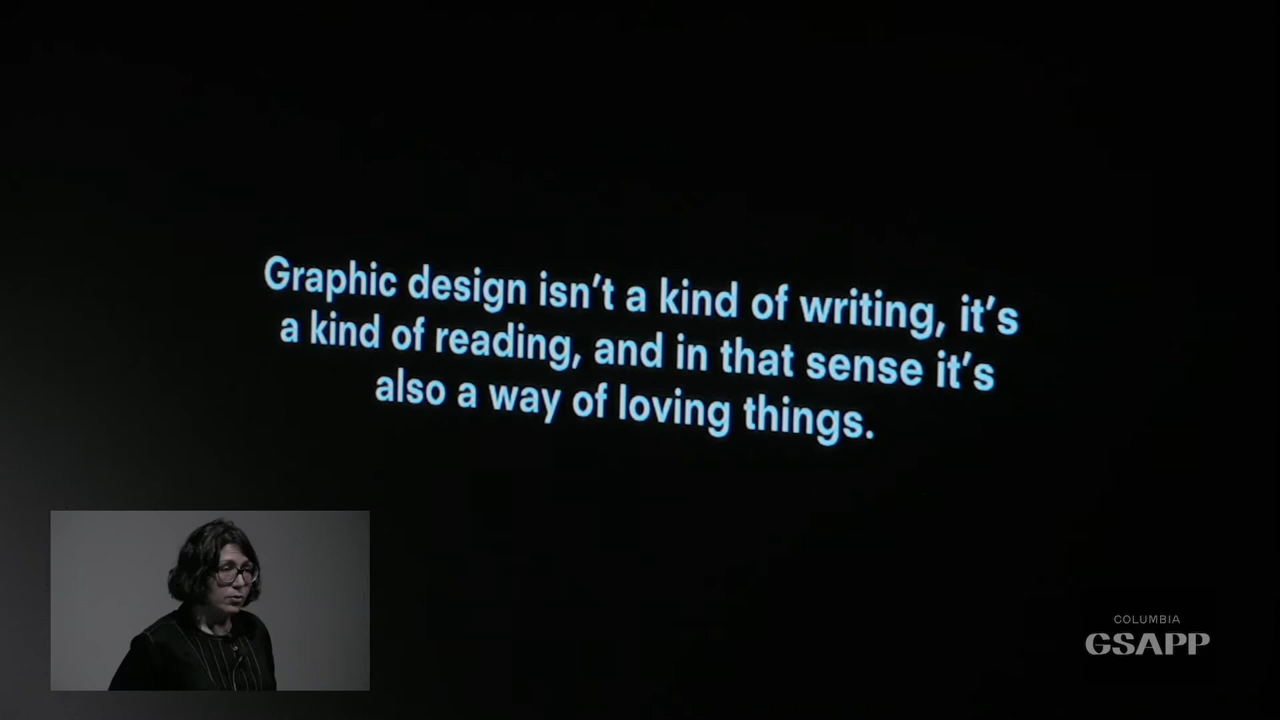 Graphic design isn’t a kind of writing, it’s
a kind of reading, and in that sense it’s
also a way of loving things.
COLUMBIA
GSAPP